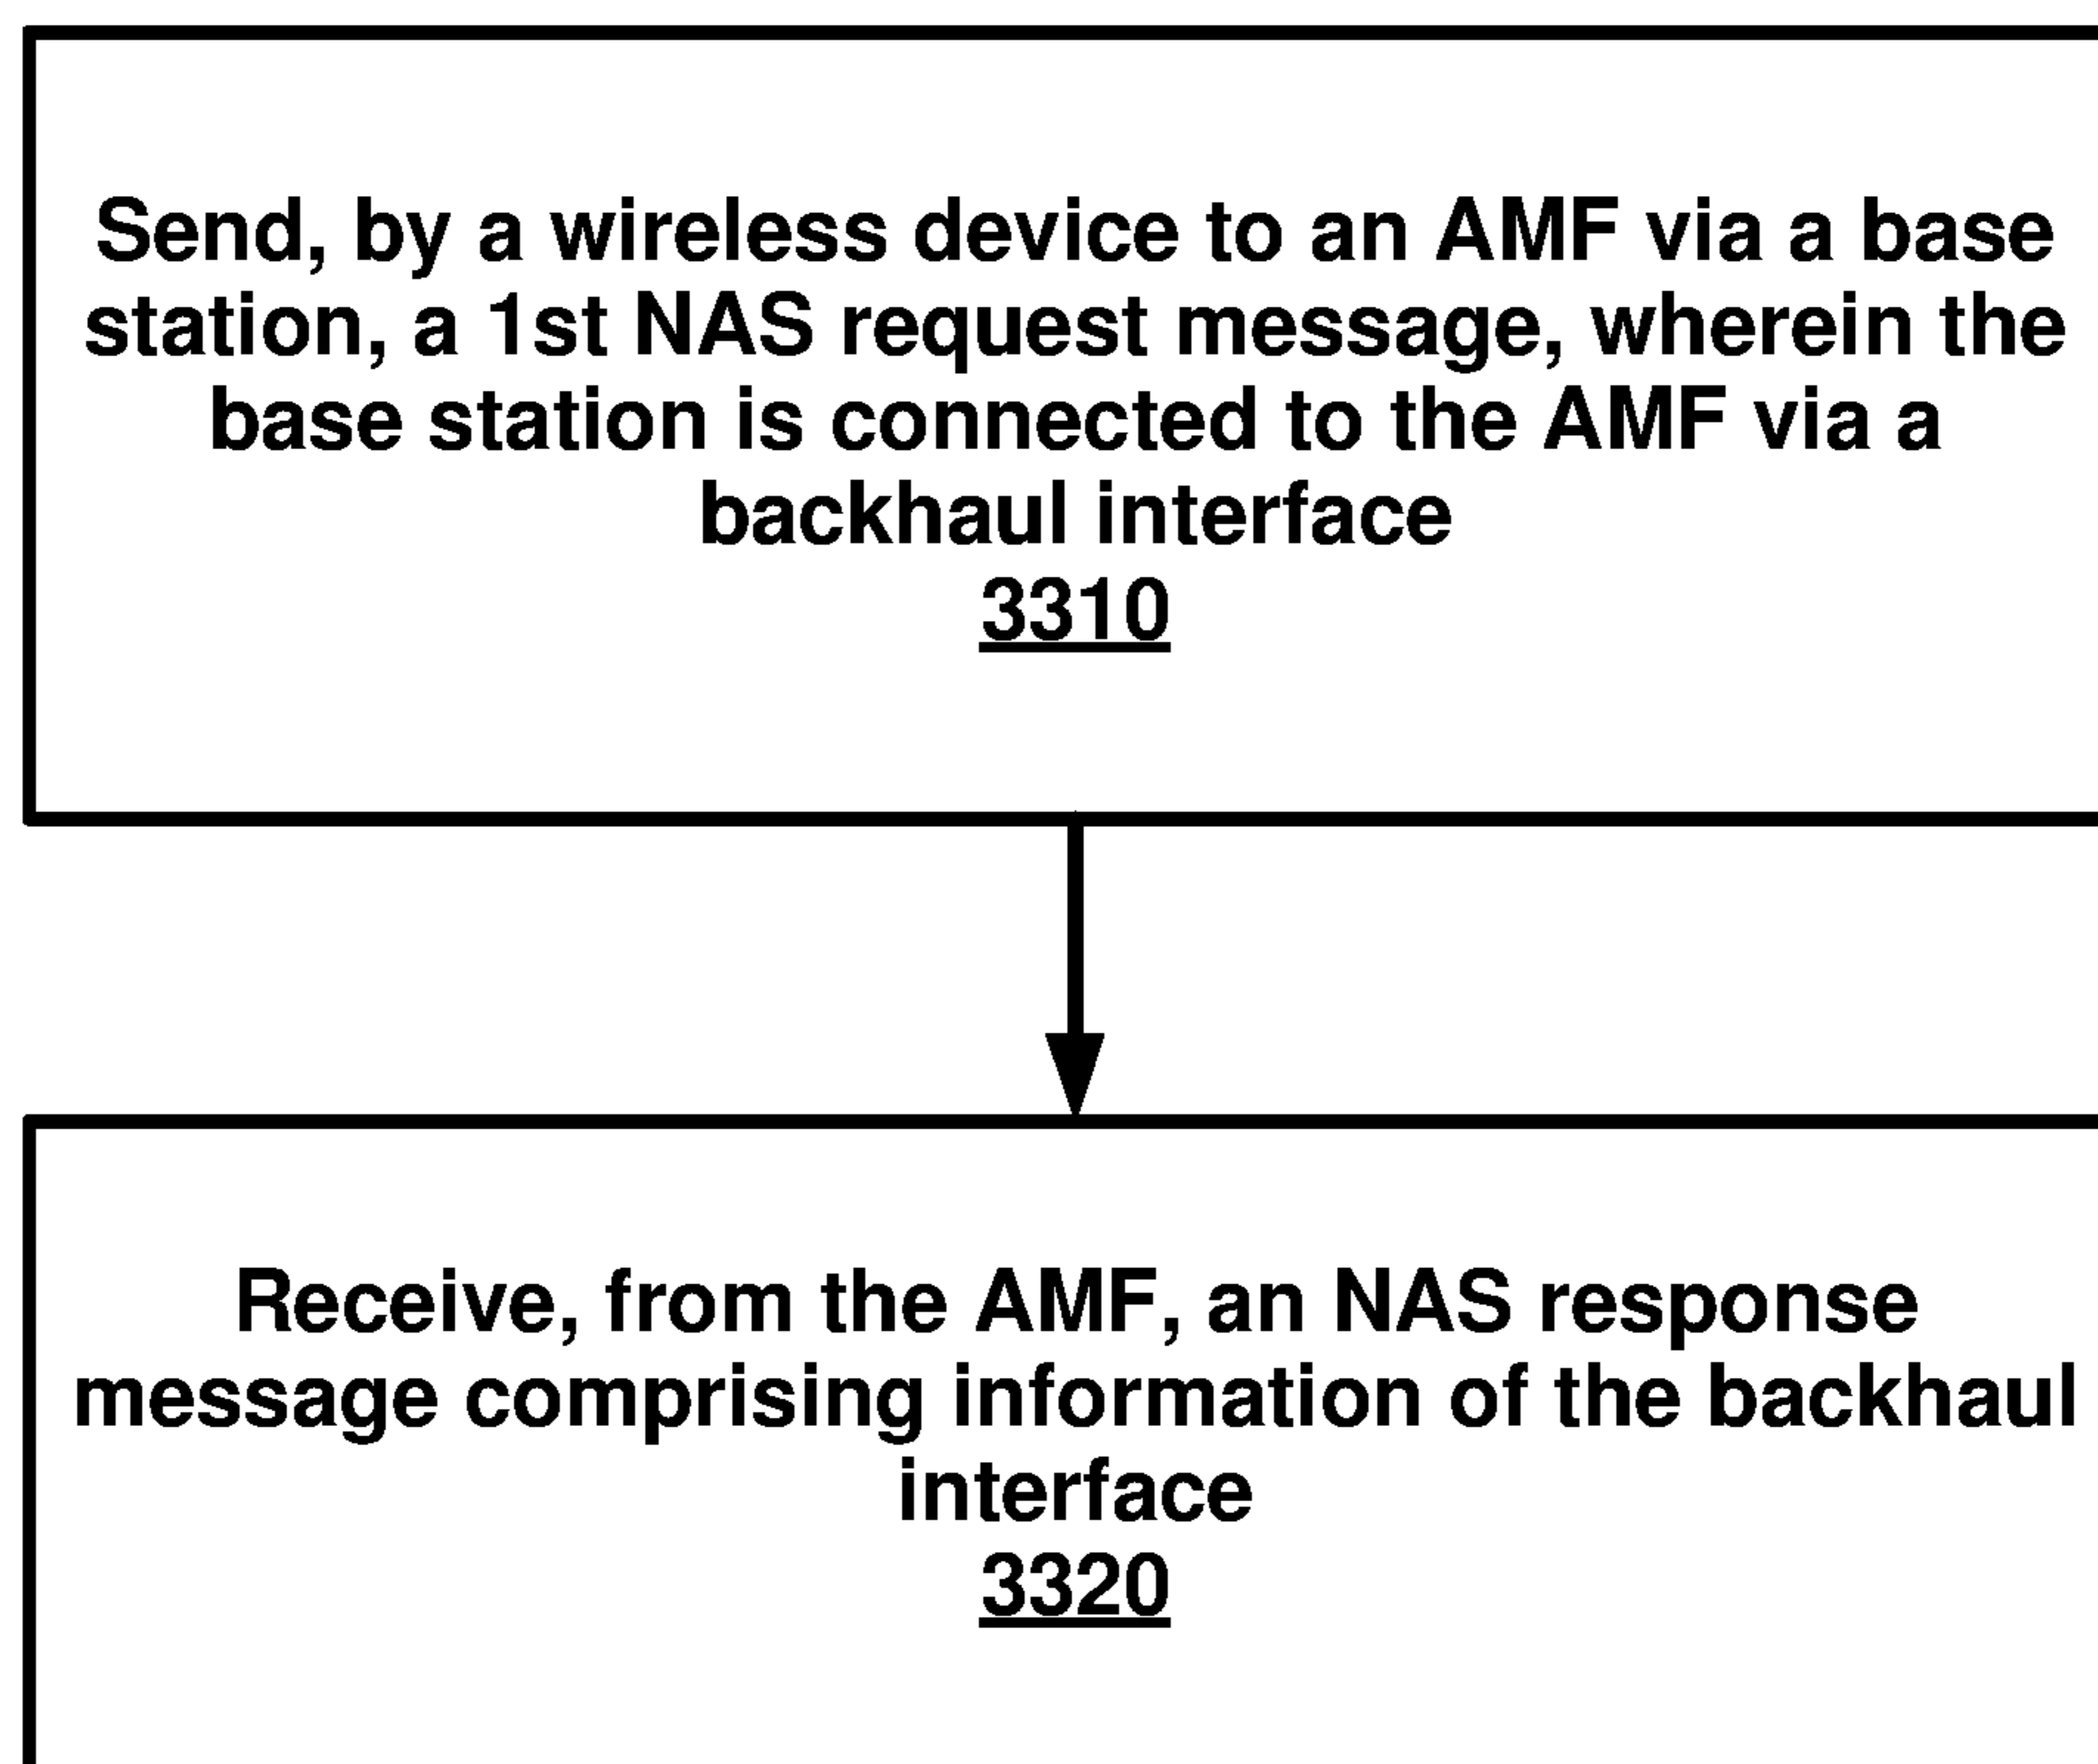 Send, by a wireless device to an AMF via a base
station, a 1st NAS request message, wherein the
base station is connected to the AMF via a
backhaul interface
3310
Receive, from the AMF, an NAS response
message comprising information of the backhaul
interface
3320